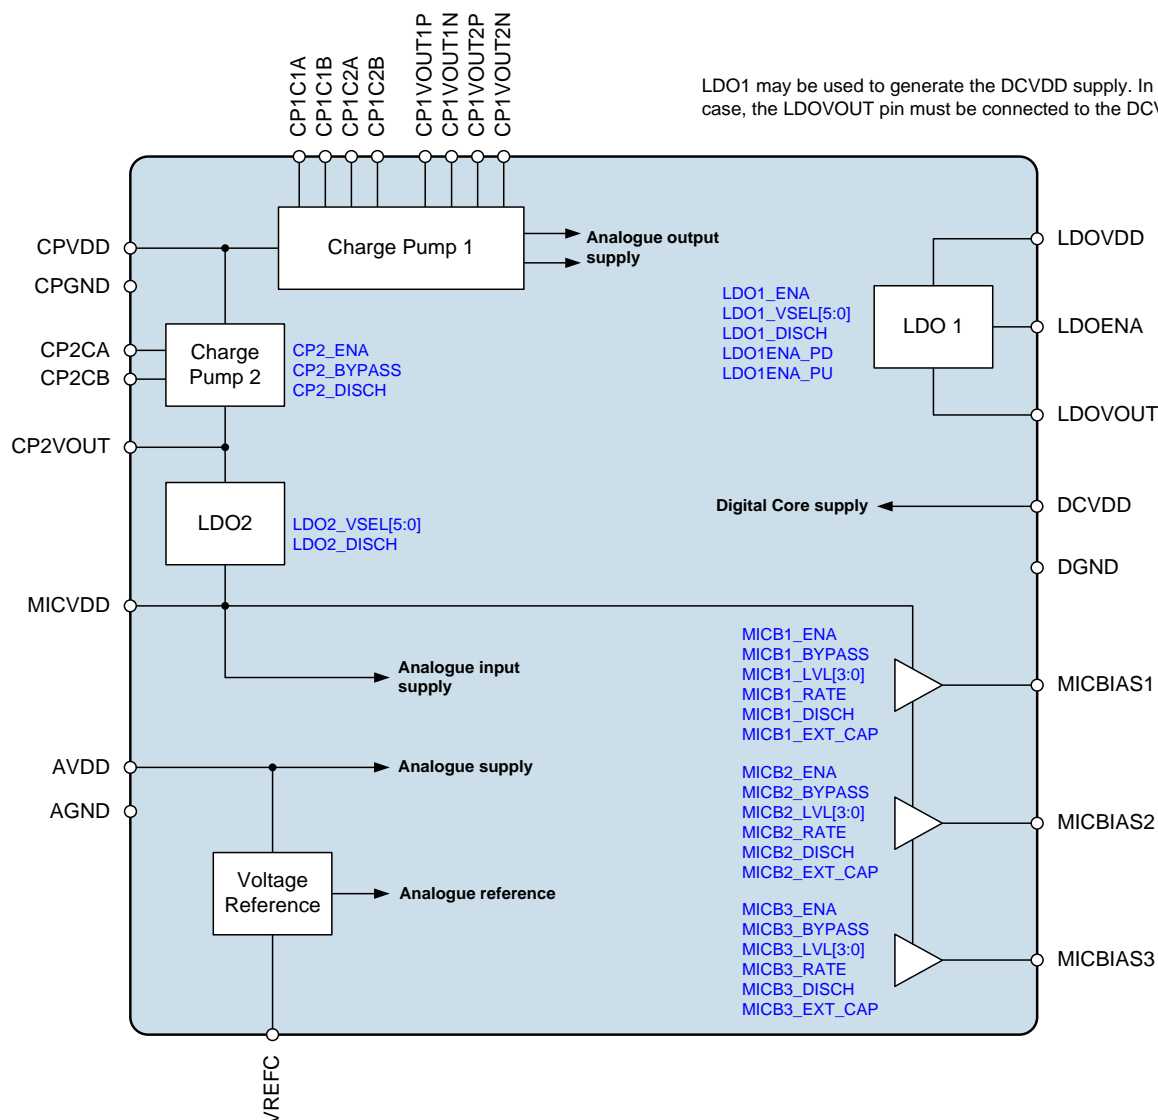 CP1C1A
CP1C1B
CP1C2A
CP1C2B
CP1VOUT1P
CP1VOUT1N
CP1VOUT2P
CP1VOUT2N
LDO1 may be used to generate the DCVDD supply. In
case, the LDOVOUT pin must be connected to the
CPVDD
CPGND
CP2CA
CP2CB
CP2VOUT
MICVDD
AVDD
AGND
Charge Pump 1
Analogue output
supply
Charge
Pump 2
CP2_ENA
CP2_BYPASS
CP2_DISCH
LDO2
LDO2_VSEL[5:0]
LDO2_DISCH
Analogue input
supply
Analogue supply
Voltage
Reference
Analogue reference
VREFC
LDO1_ENA
LDO1_VSEL[5:0]
LDO1_DISCH
LDO1ENA_PD
LDO1ENA_PU
LDO 1
LDOVDD
LDOENA
LDOVOUT
Digital Core supply
DCVDD
DGND
MICB1_ENA
MICB1_BYPASS
MICB1_LVL[3:0]
MICB1_RATE
MICB1_DISCH
MICB1_EXT_CAP
MICBIAS1
MICB2_ENA
MICB2_BYPASS
MICB2_LVL[3:0]
MICB2_RATE
MICB2_DISCH
MICB2_EXT_CAP
MICBIAS2
MICB3_ENA
MICB3_BYPASS
MICB3_LVL[3:0]
MICB3_RATE
MICB3_DISCH
MICB3_EXT_CAP
MICBIAS3